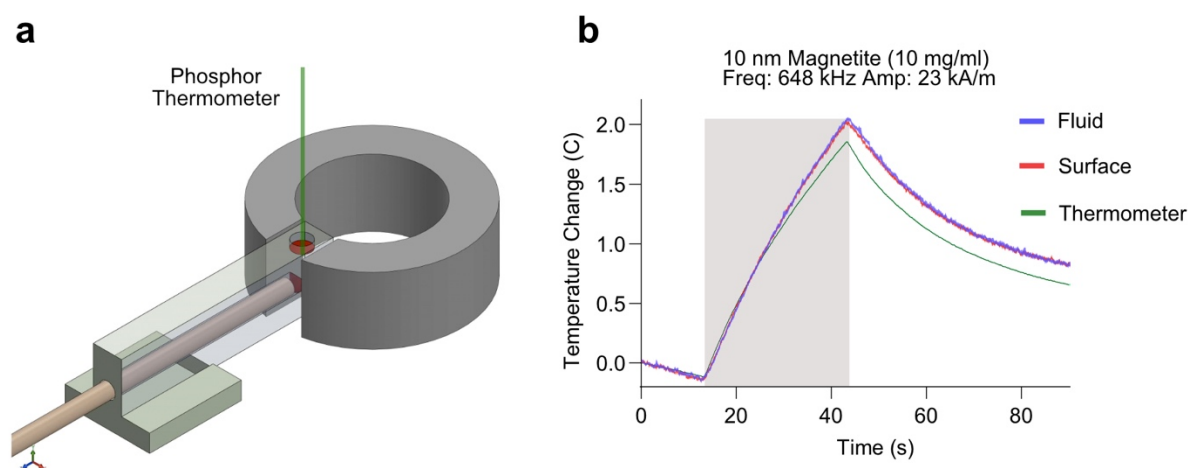 a
Phosphor
Thermometer
b
10 nm Magnetite (10 mg/ml)
Freq: 648 kHz Amp: 23 kA/m
Temperature Change (C)
2.0
1.5
1.0
0.5
0.0
0
20
40
60
80
Time (s)
Fluid
Surface
Thermometer